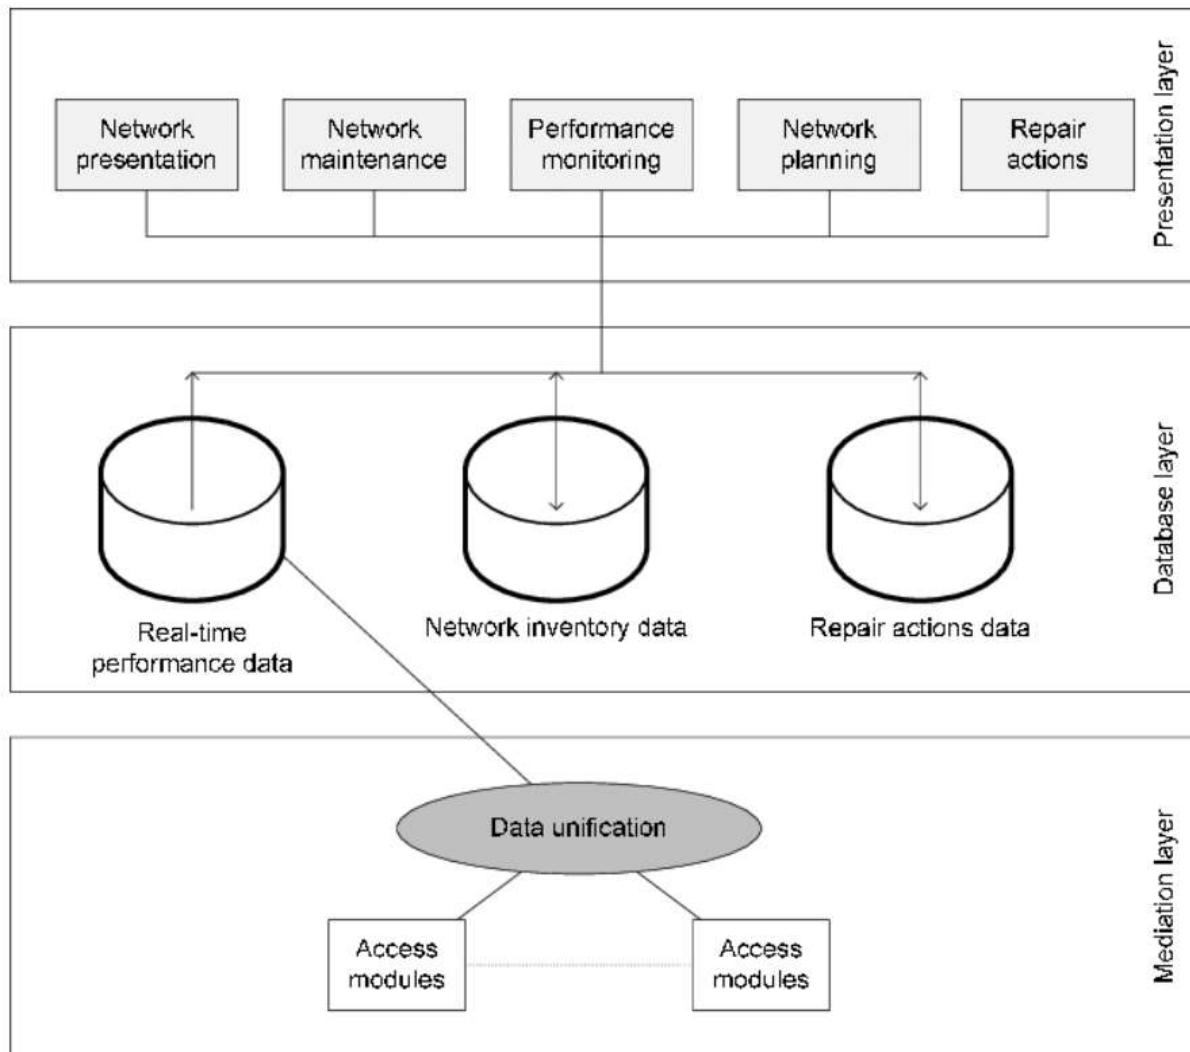 Network
presentation
Network
maintenance
Performance
monitoring
Network
planning
Repair
actions
Presentation layer
Real-time
performance data
Network inventory data
Repair actions data
Database layer
Data unification
Access
modules
Access
modules
Mediation layer